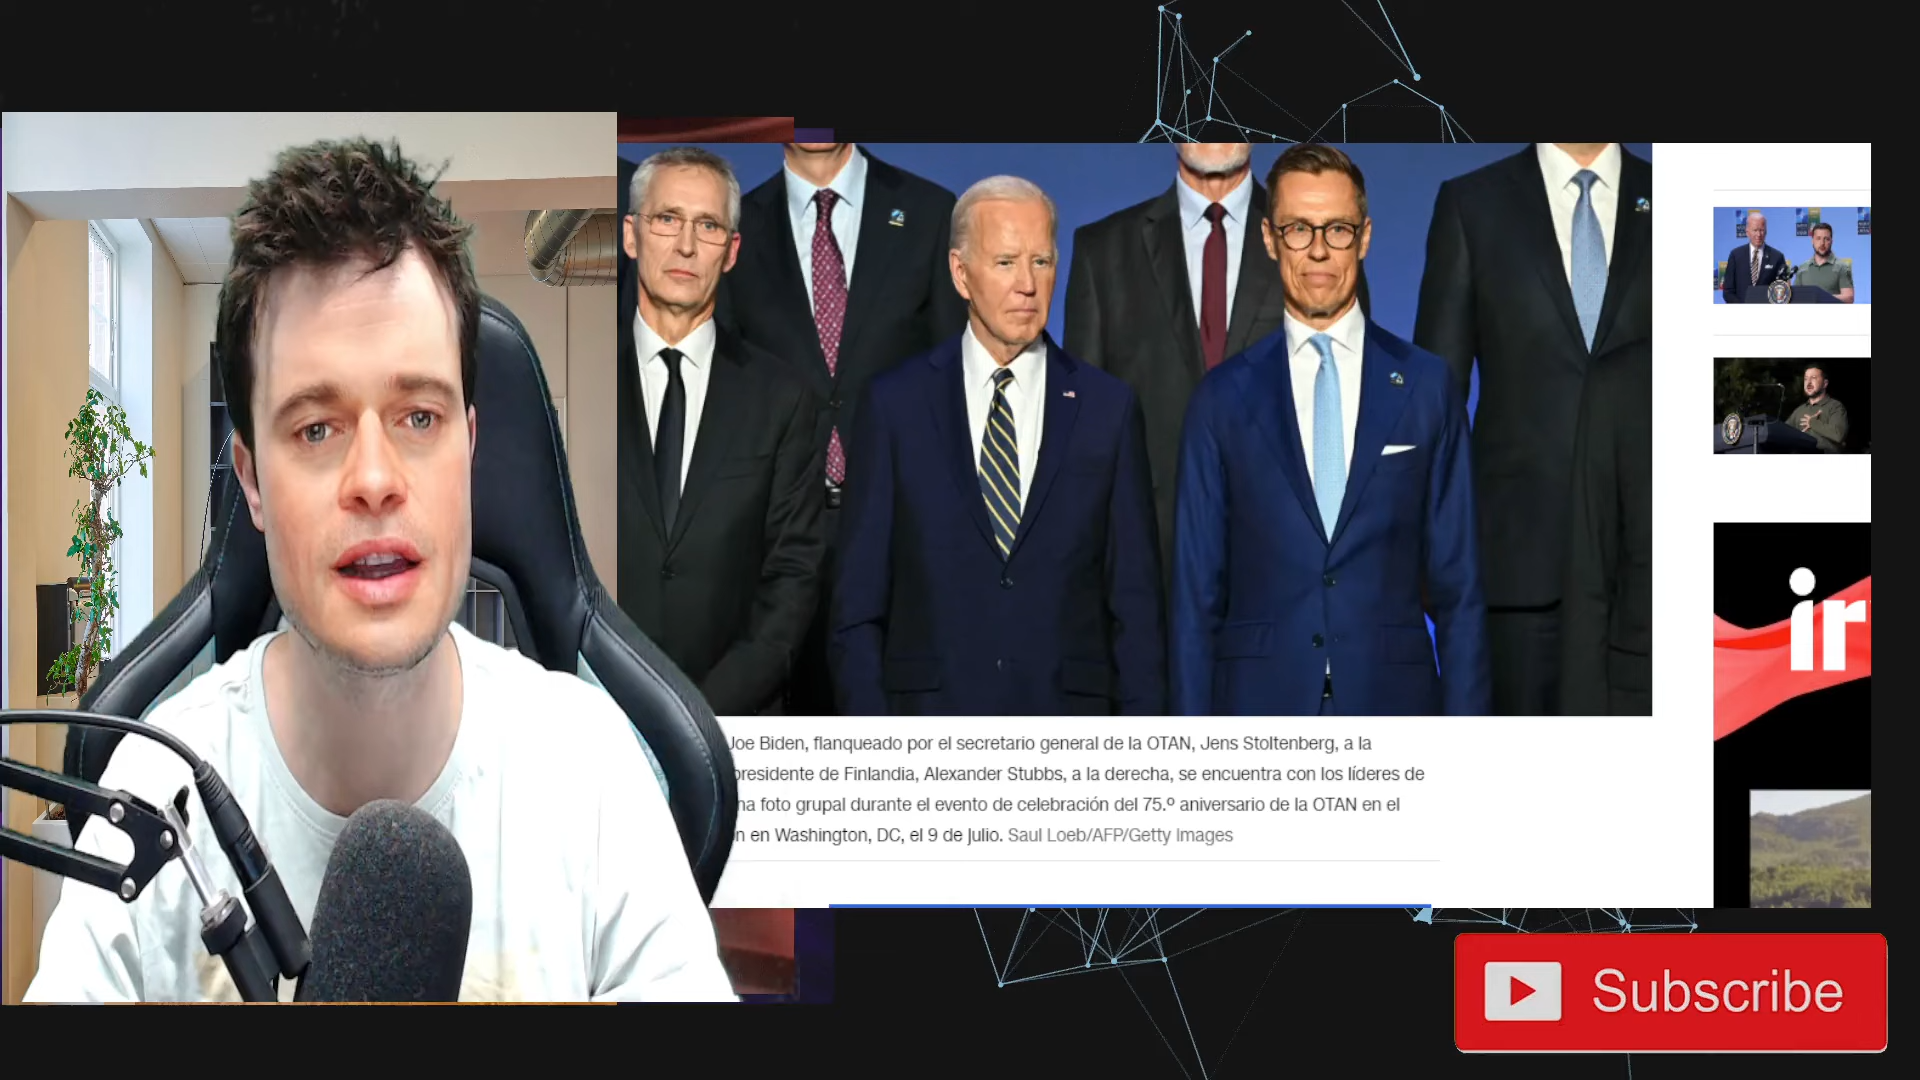 Joe Biden, flanqueado por el secretario general de la OTAN, Jens Stoltenberg, a la
presidente de Finlandia, Alexander Stubbs, a la derecha, se encuentra con los líderes de
foto grupal durante el evento de celebración del 75.º aniversario de la OTAN en el
en Washington, DC, el 9 de julio. Saul Loeb/AFP/Getty Images
ir
Subscribe